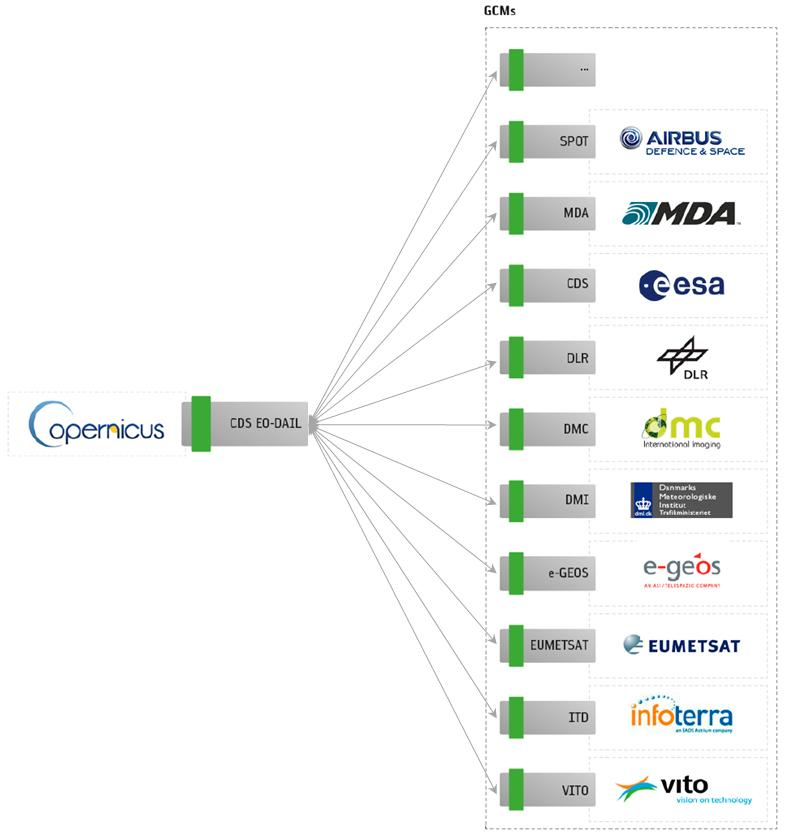 GCMs
...
SPOT
AIRBUS
DEFENCE & SPACE
MDA
MDA
CDS
esa
DLR
DLR
Copernicus
CDS EO-DAIL
DMC
dmc
International Imaging
DMI
Danmarks
Meteorologiske
Institut
Trafikministeriet
dmi.dk
e-GEOS
e-geos
AN ASI / TELESPAZIO COMPANY
EUMETSAT
EUMETSAT
ITD
infoterra
an EADS Astrium company
VITO
vito
vision on technology